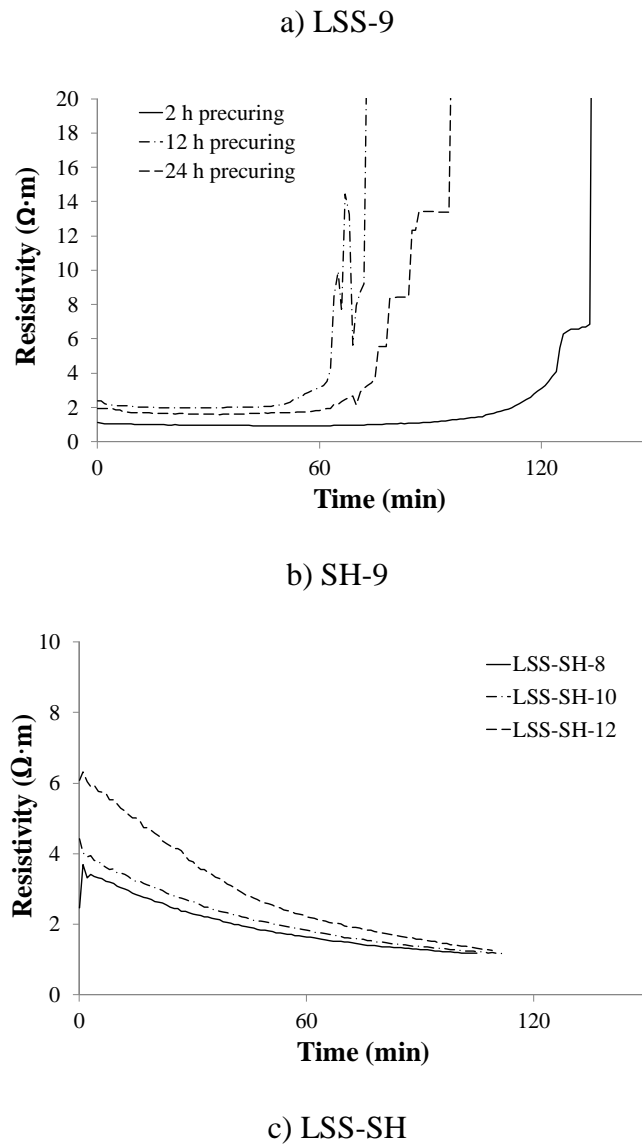 a) LSS-9
20
18
16
14
12
10
8
6
4
2
0
Resistivity (Ω·m)
2 h precuring
12 h precuring
24 h precuring
0 60 120
Time (min)
b) SH-9
10
8
6
4
2
0
Resistivity (Ω·m)
LSS-SH-8
LSS-SH-10
LSS-SH-12
0 60 120
Time (min)
c) LSS-SH